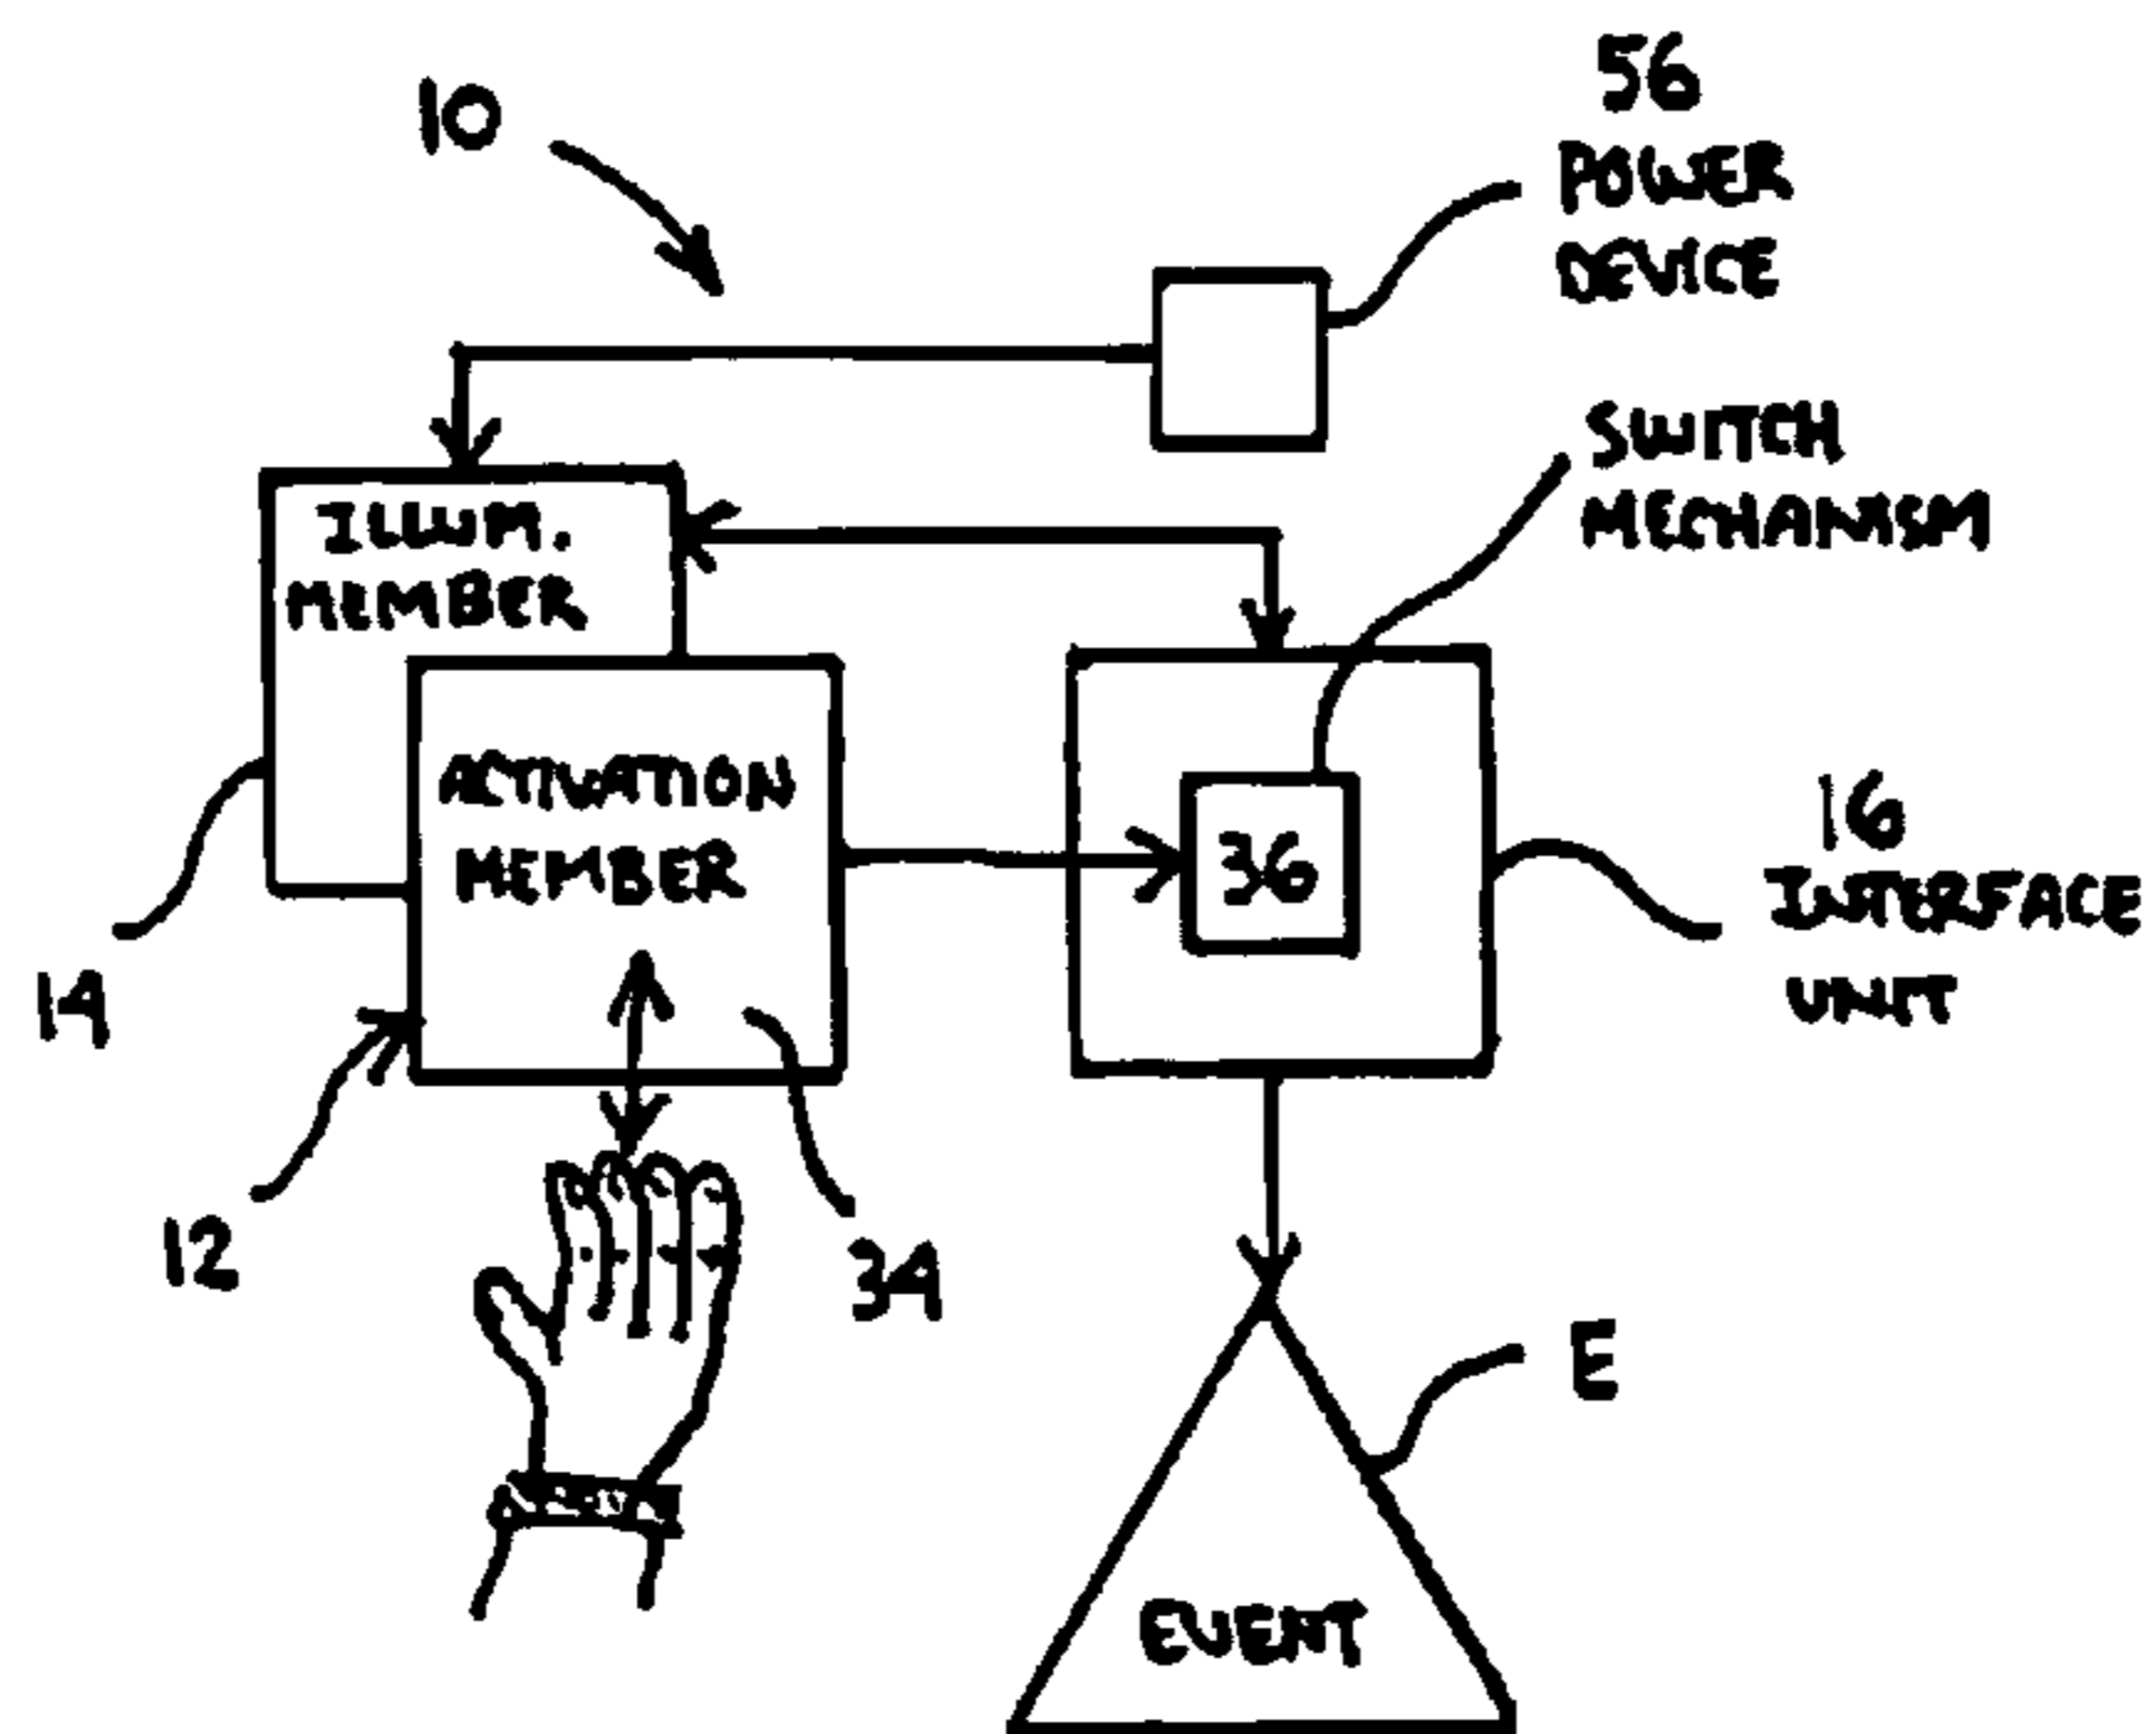 10
56
POWER
DEVICE
SWITCH
MECHANISM
ILLUM.
MEMBER
ACTIVATION
MEMBER
36
16
INTERFACE
UNIT
14
12
34
E
EVENT